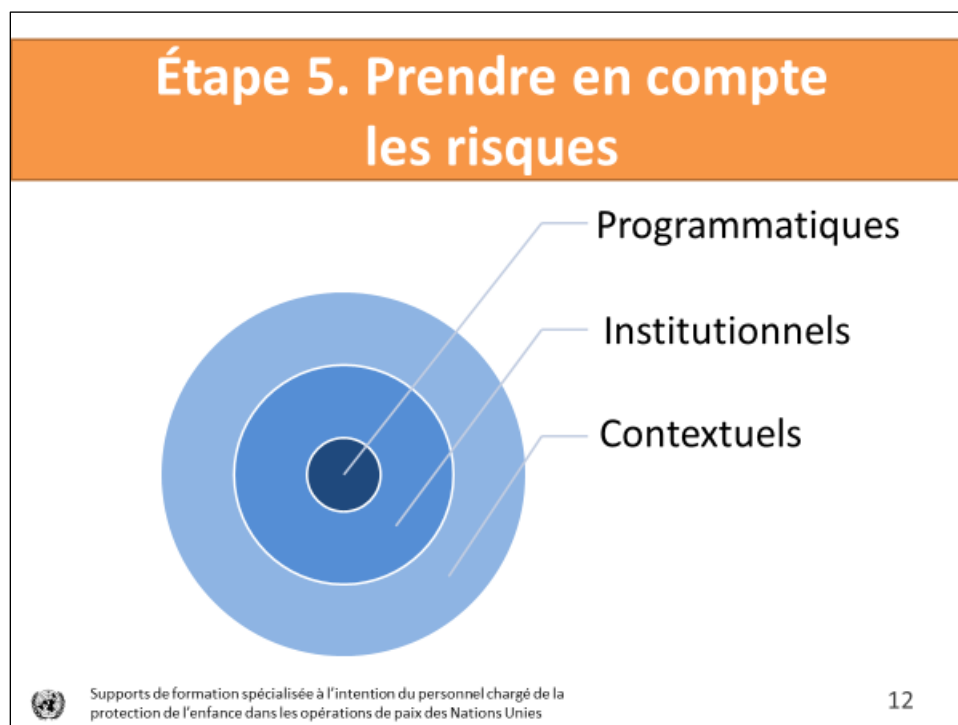 Étape 5. Prendre en compte
les risques
Programmatiques
Institutionnels
Contextuels
Supports de formation spécialisée à l'intention du personnel chargé de la
protection de l'enfance dans les opérations de paix des Nations Unies
12